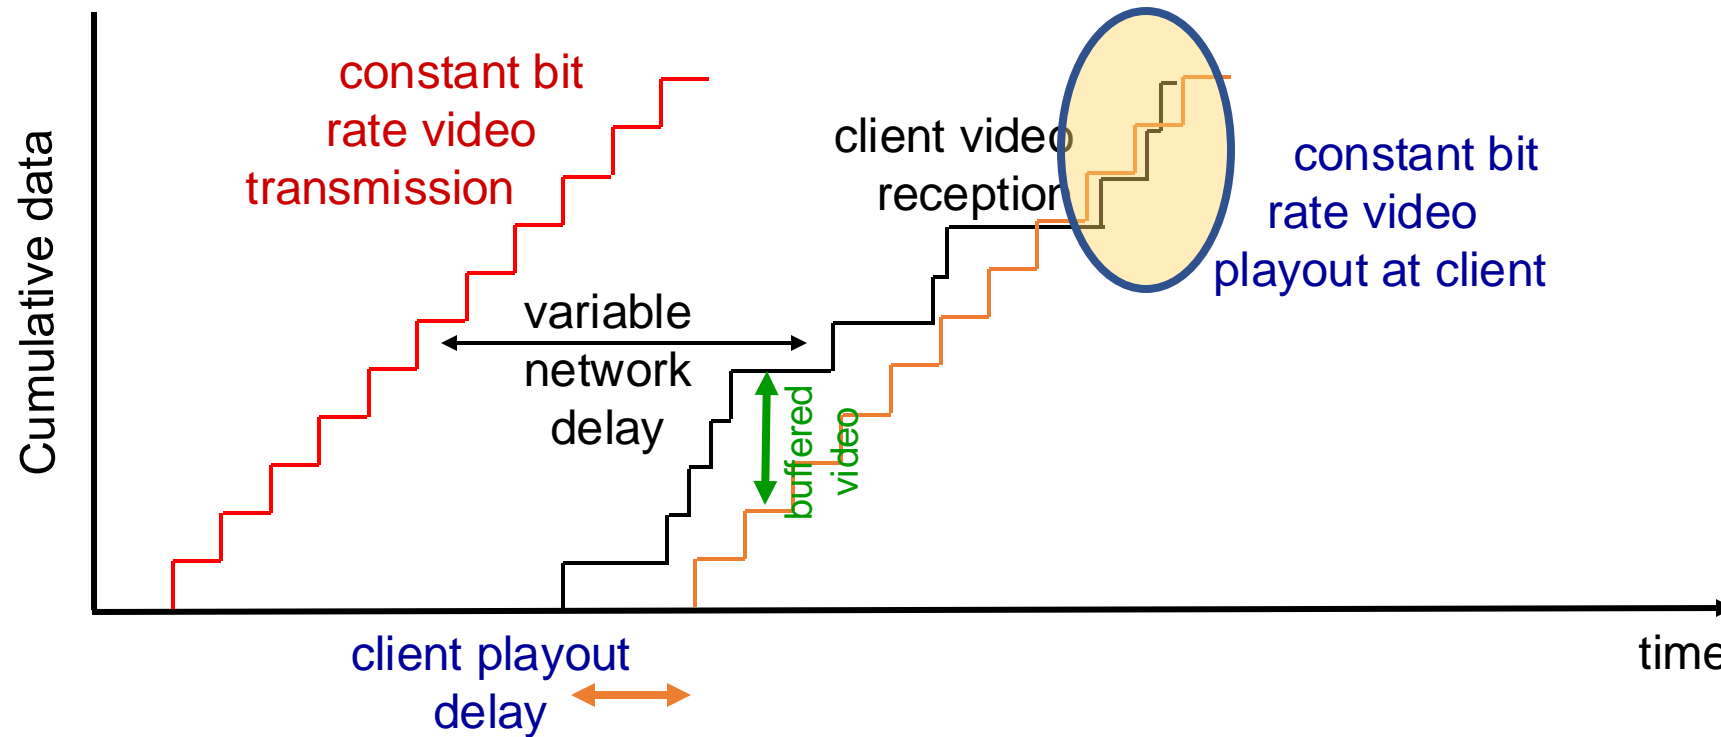 Cumulative data
constant bit
rate video
transmission
variable
network
delay
buffered
video
client video
reception
constant bit
rate video
playout at client
client playout
delay
time